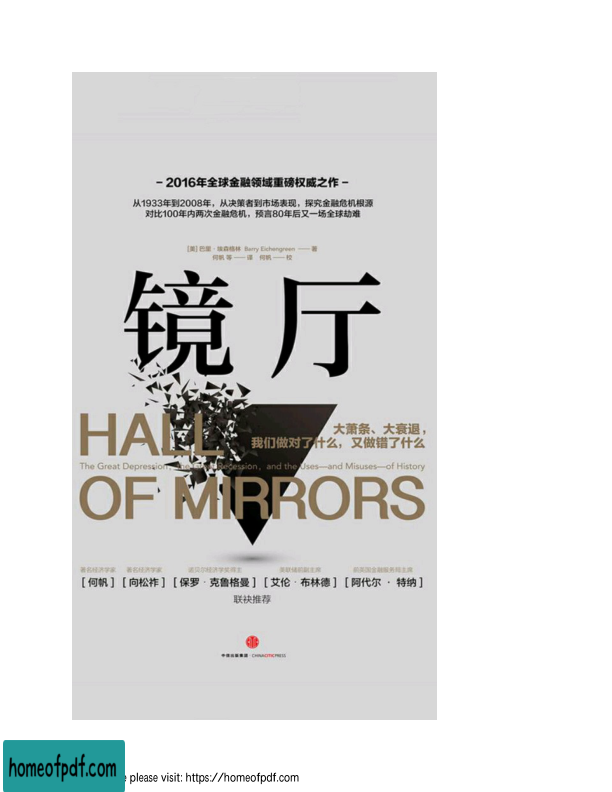 2016年全球金融领域重磅权威之作
从1933年到2008年，从决策者到市场表现，探究金融危机根源
对比100年内两次金融危机，预言80年后又一场全球劫难
[美] 巴里·埃森格林 Barry Eichengreen ——著
何帆 等——译 何帆——校
镜厅
大萧条、大衰退，
HALL
我们做对了什么，又做错了什么
The Great Depression, the Great Recession, and the Uses—and Misuses—of History
OF MIRRORS
著名经济学家 著名经济学家 诺贝尔经济学奖得主 美联储前副主席 前英国金融服务局主席
[ 何帆 ] [ 向松祚 ] [ 保罗·克鲁格曼 ] [ 艾伦·布林德 ] [ 阿代尔·特纳 ]
联袂推荐
中信出版集团·CHINACITICPRESS
homeofpdf.com
e please visit: https://homeofpdf.com